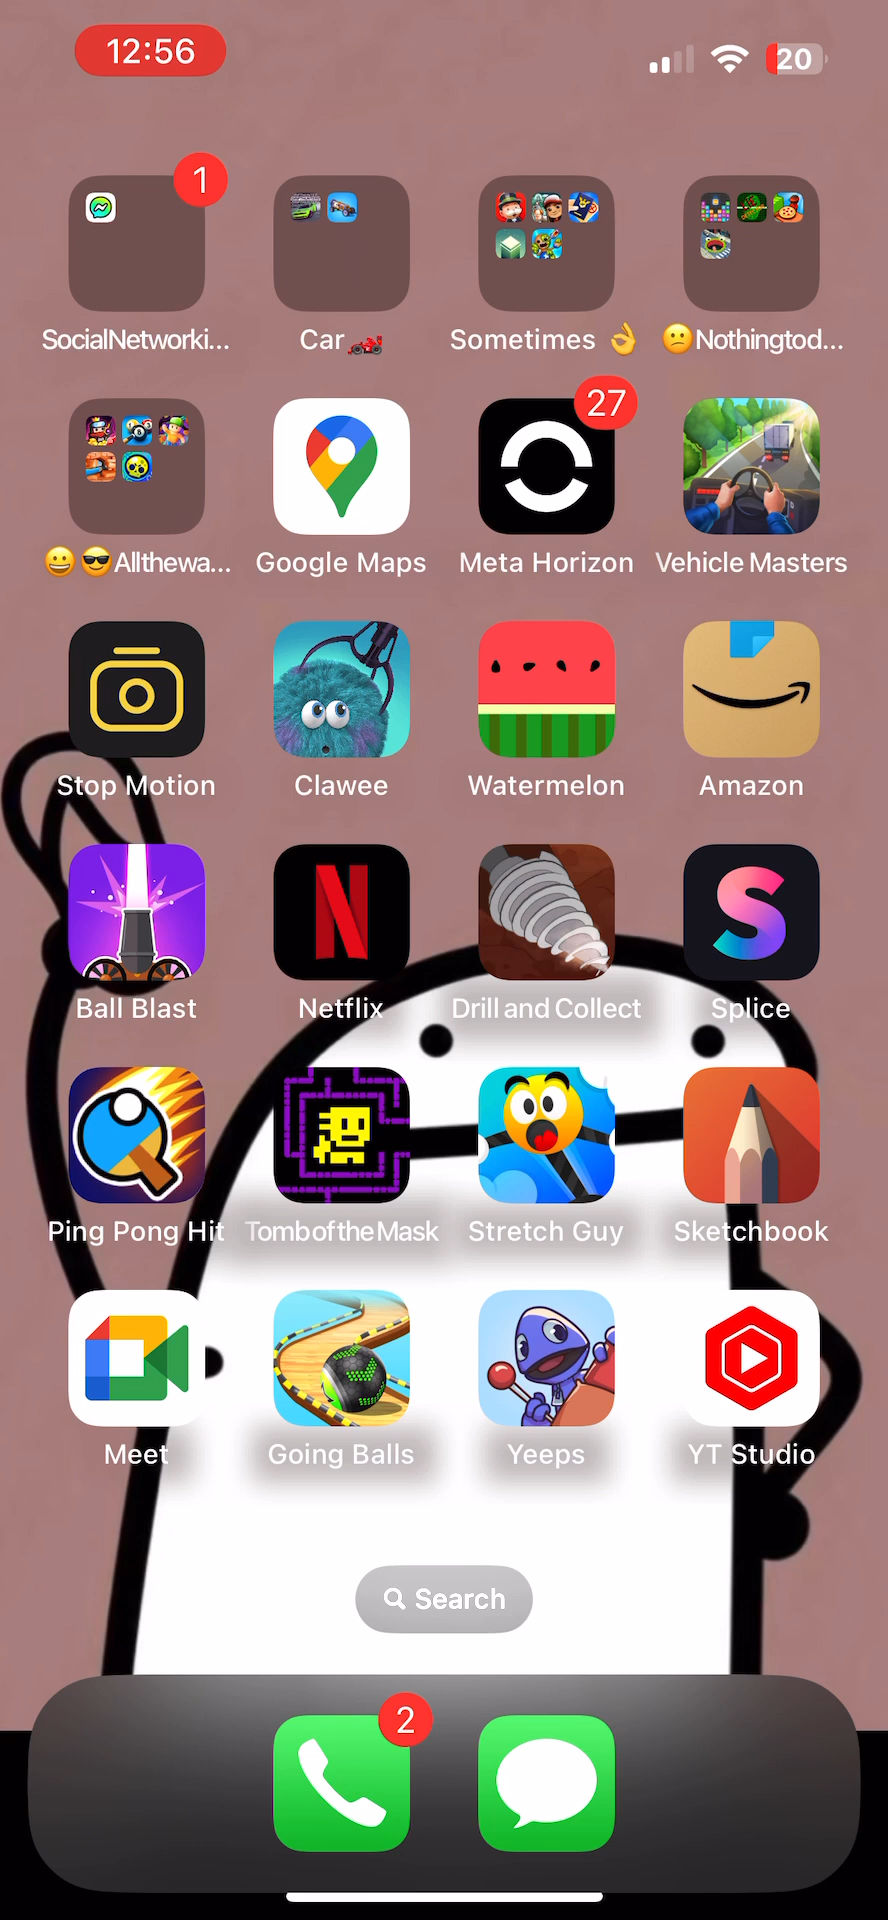 12:56
20
1
SocialNetworki...
Car🏎️
Sometimes 👌
😕Nothingtod...
27
😀😎Allthewa...
Google Maps
Meta Horizon
Vehicle Masters
Stop Motion
Clawee
Watermelon
Amazon
Ball Blast
Netflix
Drill and Collect
Splice
Ping Pong Hit
TomboftheMask
Stretch Guy
Sketchbook
Meet
Going Balls
Yeeps
YT Studio
Search
2